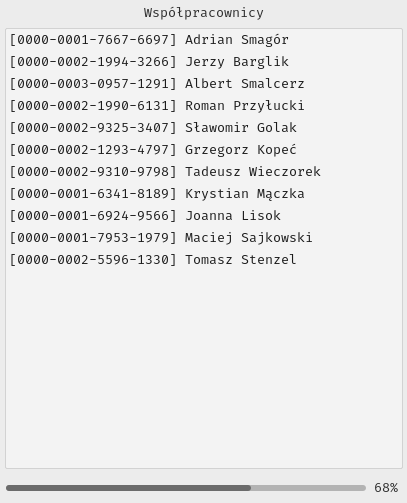 Współpracownicy
[0000-0001-7667-6697] Adrian Smagór
[0000-0002-1994-3266] Jerzy Barglik
[0000-0003-0957-1291] Albert Smalcerz
[0000-0002-1990-6131] Roman Przyłucki
[0000-0002-9325-3407] Sławomir Golak
[0000-0002-1293-4797] Grzegorz Kopeć
[0000-0002-9310-9798] Tadeusz Wieczorek
[0000-0001-6341-8189] Krystian Mączka
[0000-0001-6924-9566] Joanna Lisok
[0000-0001-7953-1979] Maciej Sajkowski
[0000-0002-5596-1330] Tomasz Stenzel
68%